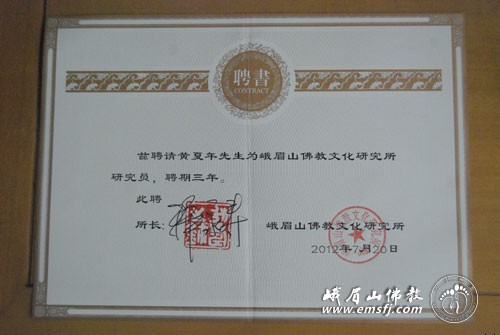 聘書
CONTRACT
兹聘请黄夏年先生为峨眉山佛教文化研究所
研究员，聘期三年。
此聘
所长：
峨眉山佛教文化研究所
2012年7月20日
峨眉山佛教
www.emsfj.com